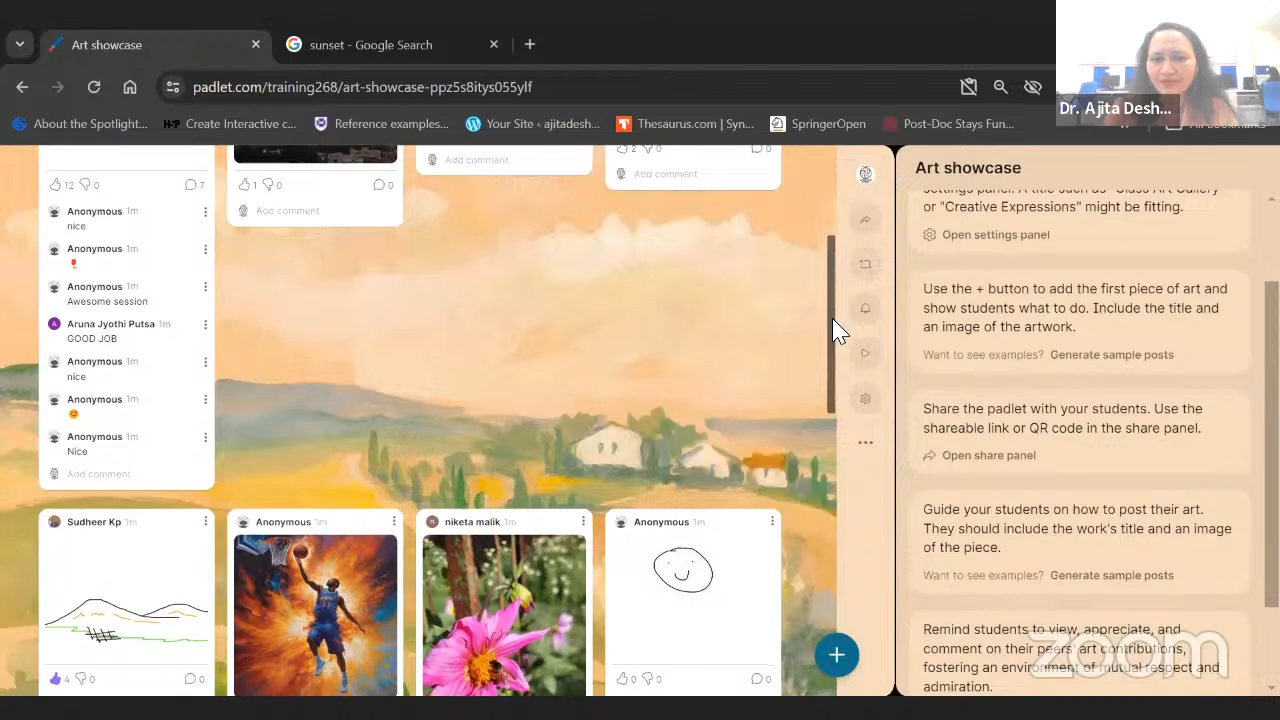 Art showcase
sunset - Google Search
padlet.com/training268/art-showcase-ppz5s8itys055ylf
About the Spotlight...
Create Interactive c...
Reference examples...
Your Site ‹ ajitadesh...
Thesaurus.com | Syn...
SpringerOpen
Post-Doc Stays Fun...
Dr. Ajita Desh...
12
7
Anonymous 1m
nice
Anonymous 1m
Anonymous 1m
Awesome session
Aruna Jyothi Putsa 1m
GOOD JOB
Anonymous 1m
nice
Anonymous 1m
Anonymous 1m
Nice
Add comment
1
0
0
Add comment
Add comment
2
0
0
Add comment
Sudheer Kp 1m
4
0
Anonymous 1m
niketa malik 1m
Anonymous 1m
0
0
0
Art showcase
settings panel. A title such as "Class Art Gallery"
or "Creative Expressions" might be fitting.
Open settings panel
Use the + button to add the first piece of art and
show students what to do. Include the title and
an image of the artwork.
Want to see examples? Generate sample posts
Share the padlet with your students. Use the
shareable link or QR code in the share panel.
Open share panel
Guide your students on how to post their art.
They should include the work's title and an image
of the piece.
Want to see examples? Generate sample posts
Remind students to view, appreciate, and
comment on their peers' art contributions,
fostering an environment of mutual respect and
admiration.
zoom